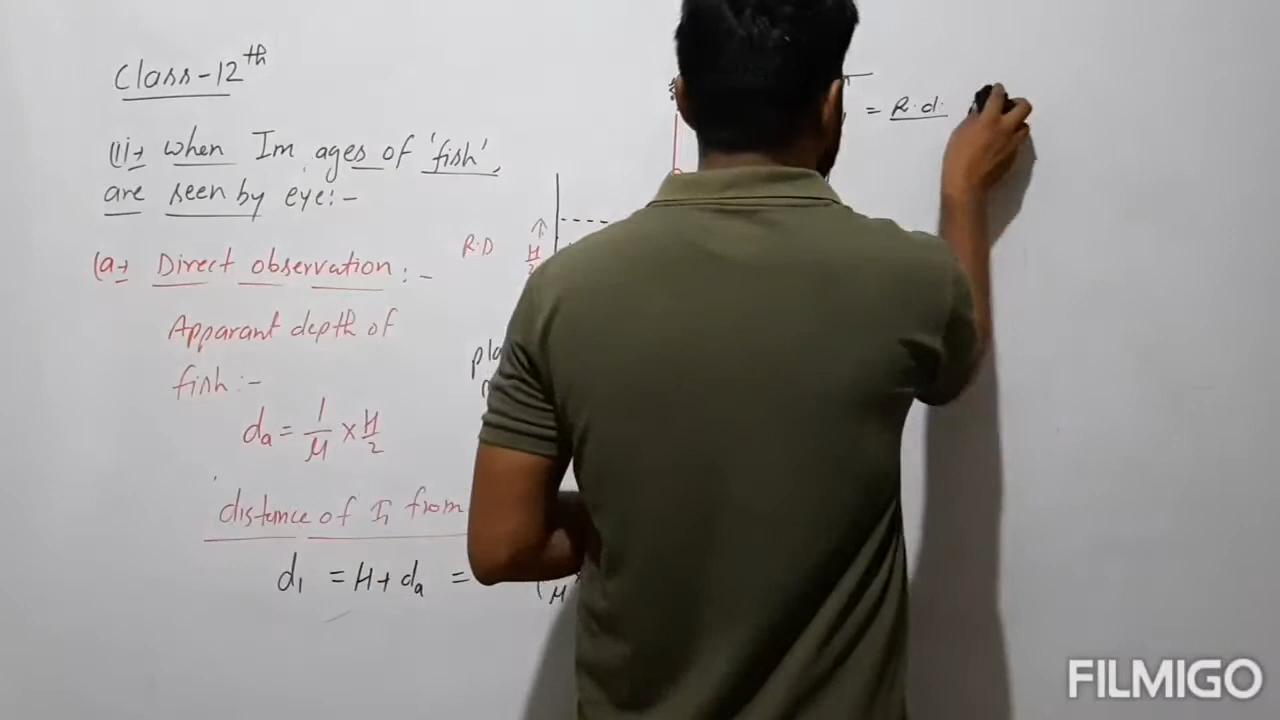 Class-12th
(ii)→ when Images of 'fish',
are seen by eye:-
(a→ Direct observation:-
Apparant depth of
fish:-
da = 1/μ × H/2
distance of I1 from
d1 = H + da =
μ
R.D
H
= R.d.
FILMIGO